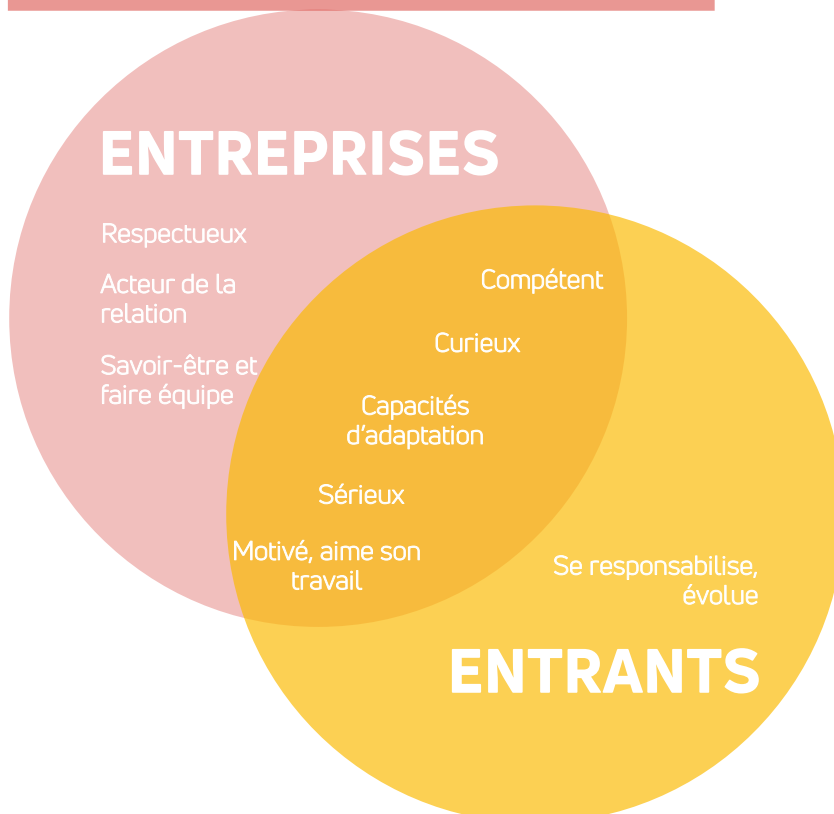 ENTREPRISES
Respectueux
Acteur de la
relation
Savoir-être et
faire équipe
Compétent
Curieux
Capacités
d'adaptation
Sérieux
Motivé, aime son
travail
Se responsabilise,
évolue
ENTRANTS